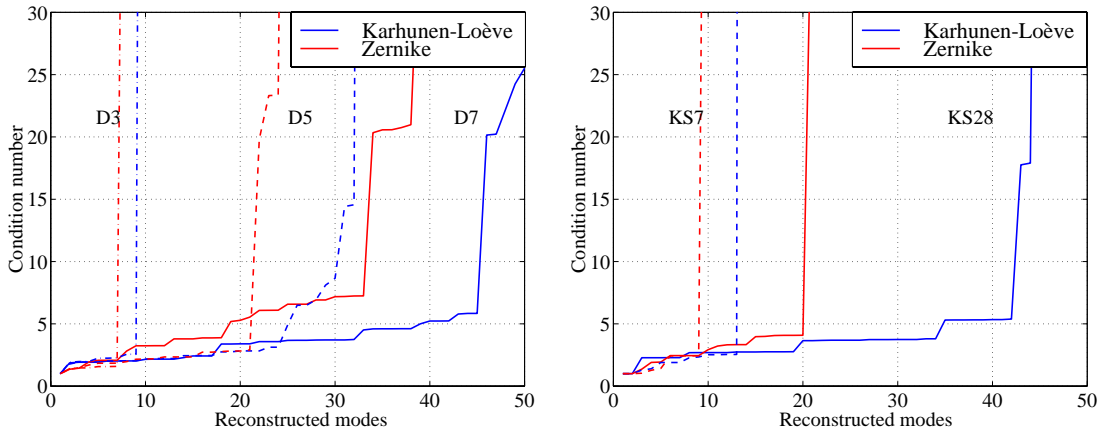 30
25
20
15
10
5
0
Condition number
0
10
20
30
40
50
Reconstructed modes
Karhunen-Loève
Zernike
D3
D5
D7
30
25
20
15
10
5
0
Condition number
0
10
20
30
40
50
Reconstructed modes
Karhunen-Loève
Zernike
KS7
KS28